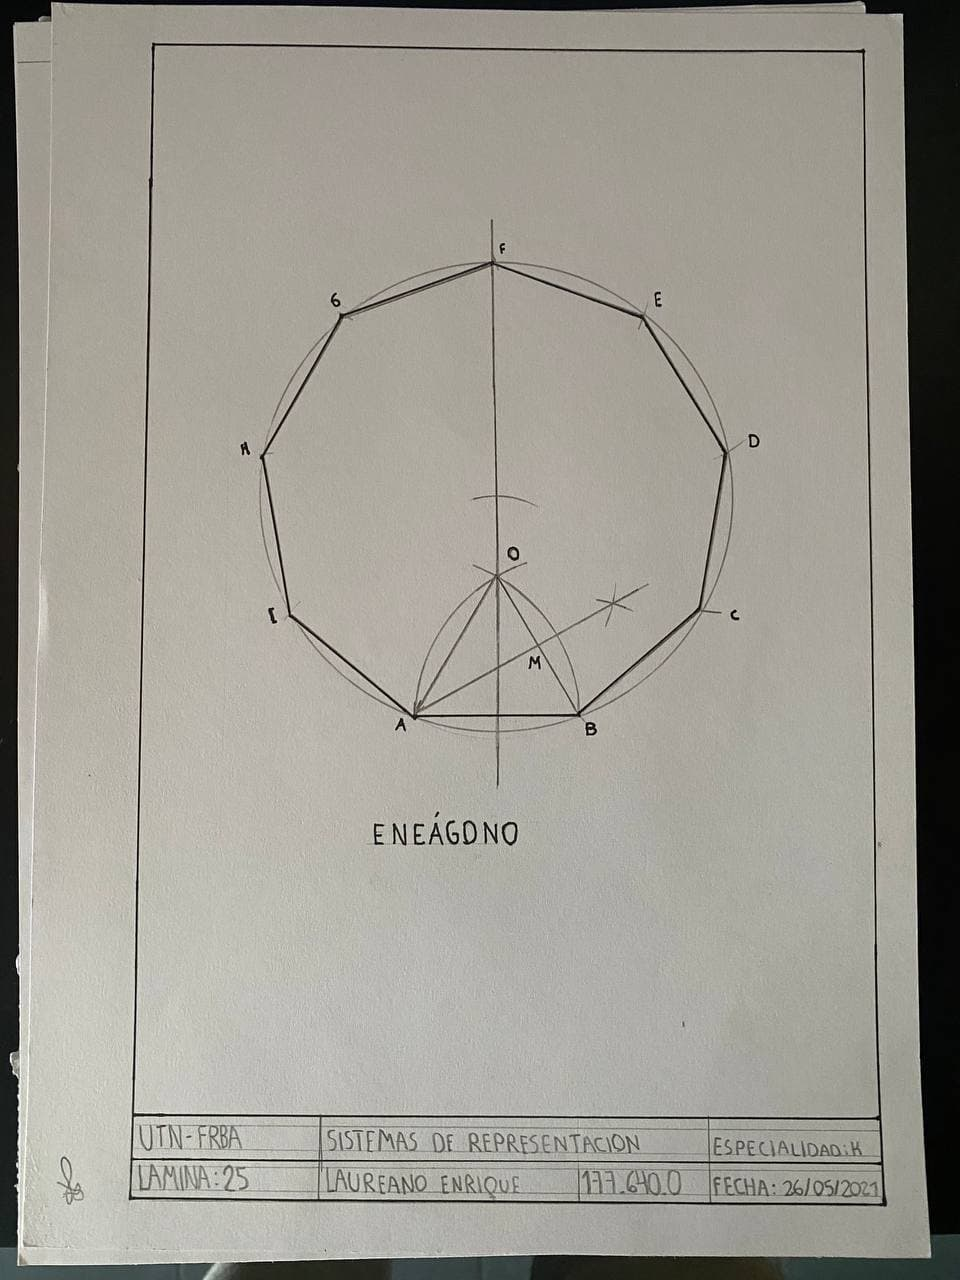 F
G
E
H
D
O
I
C
M
A
B
ENEÁGONO
UTN-FRBA
SISTEMAS DE REPRESENTACION
ESPECIALIDAD: K
LAMINA: 25
LAUREANO ENRIQUE
177.640.0
FECHA: 26/05/2021